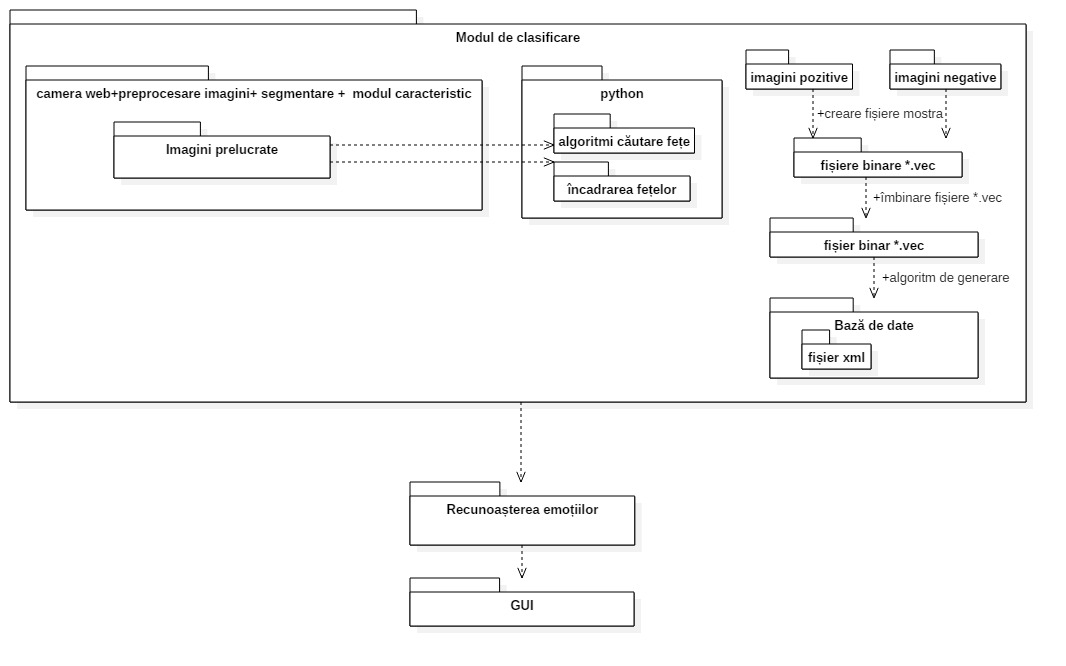 Modul de clasificare
camera web+preprocesare imagini+ segmentare +  modul caracteristic
Imagini prelucrate
python
algoritmi căutare fețe
încadrarea fețelor
imagini pozitive
imagini negative
+creare fișiere mostra
fișiere binare *.vec
+îmbinare fișiere *.vec
fișier binar *.vec
+algoritm de generare
Bază de date
fișier xml
Recunoașterea emoțiilor
GUI